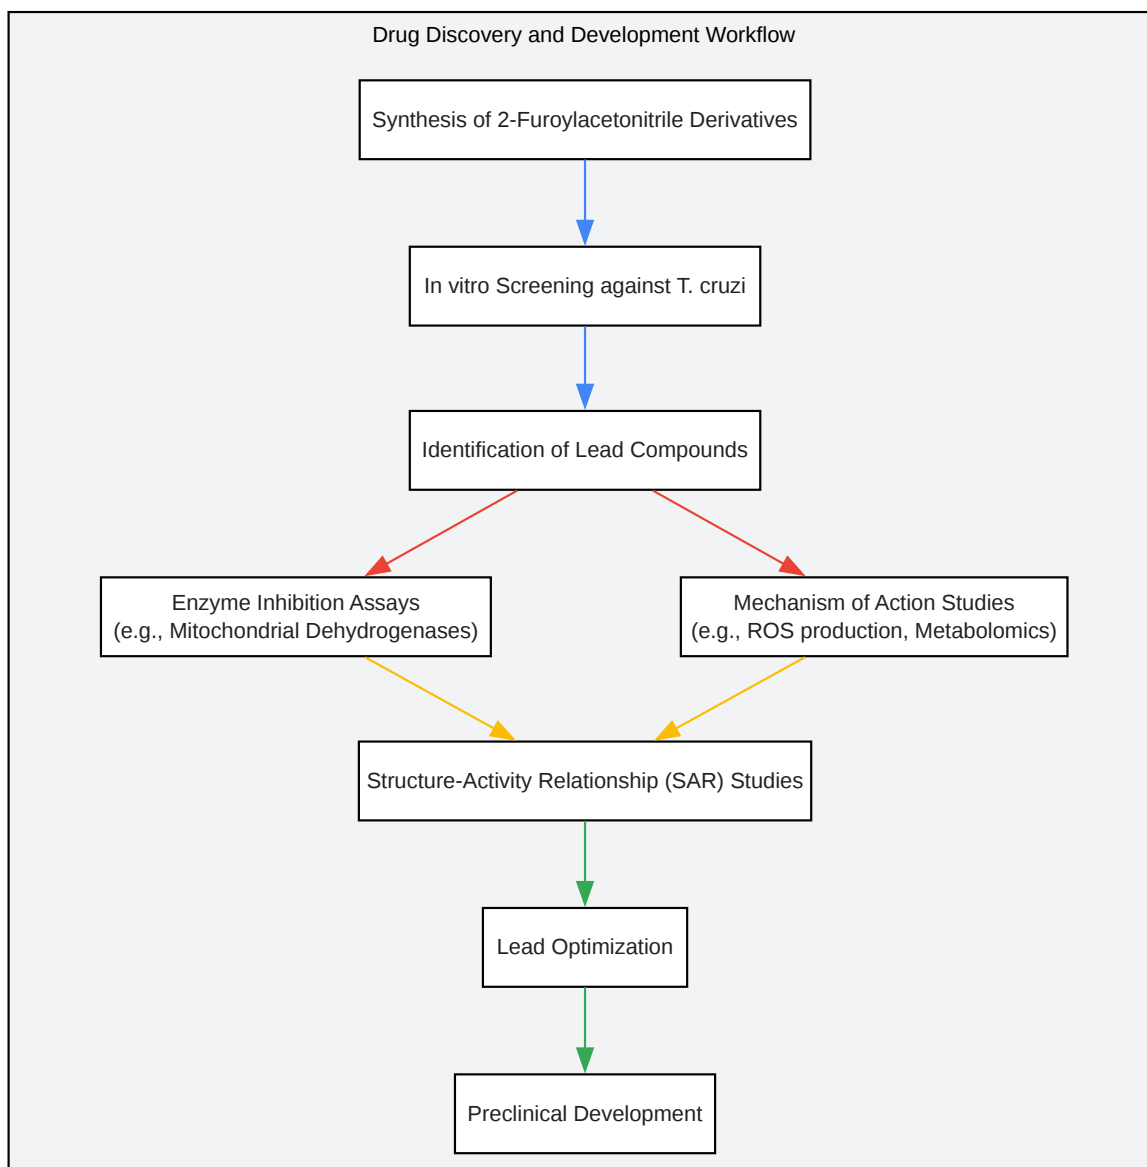 Drug Discovery and Development Workflow
Synthesis of 2-Furoylacetonitrile Derivatives
In vitro Screening against T. cruzi
Identification of Lead Compounds
Enzyme Inhibition Assays
(e.g., Mitochondrial Dehydrogenases)
Mechanism of Action Studies
(e.g., ROS production, Metabolomics)
Structure-Activity Relationship (SAR) Studies
Lead Optimization
Preclinical Development